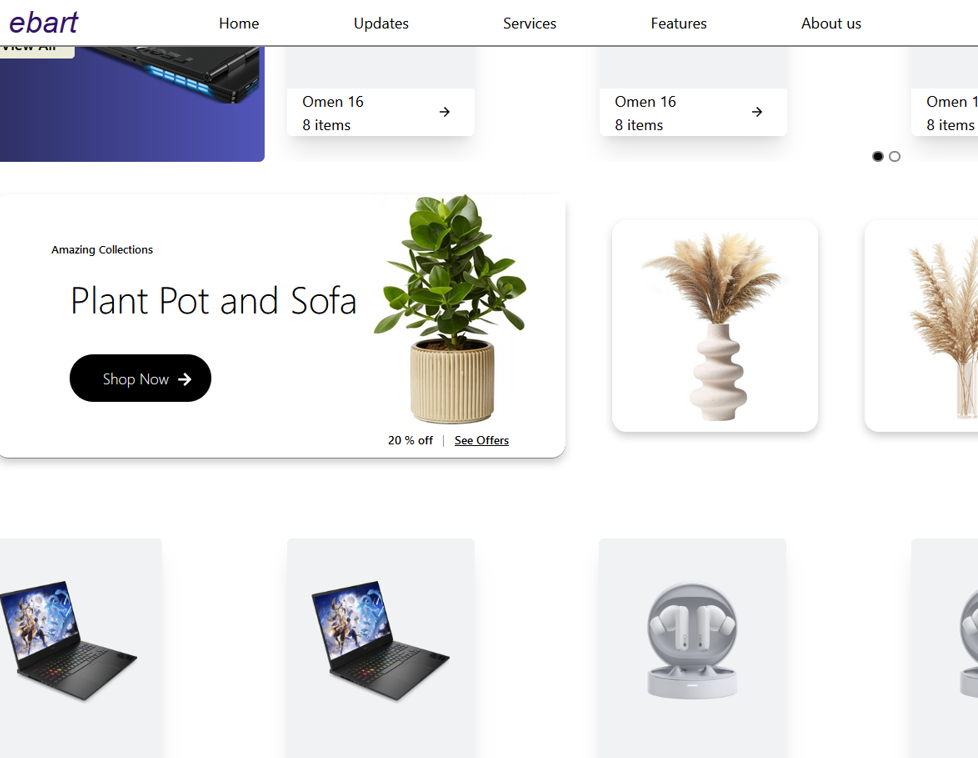 ebart
Home
Updates
Services
Features
About us
View All
Omen 16
8 items
Omen 16
8 items
Omen 1
8 items
Amazing Collections
Plant Pot and Sofa
Shop Now
20 % off | See Offers